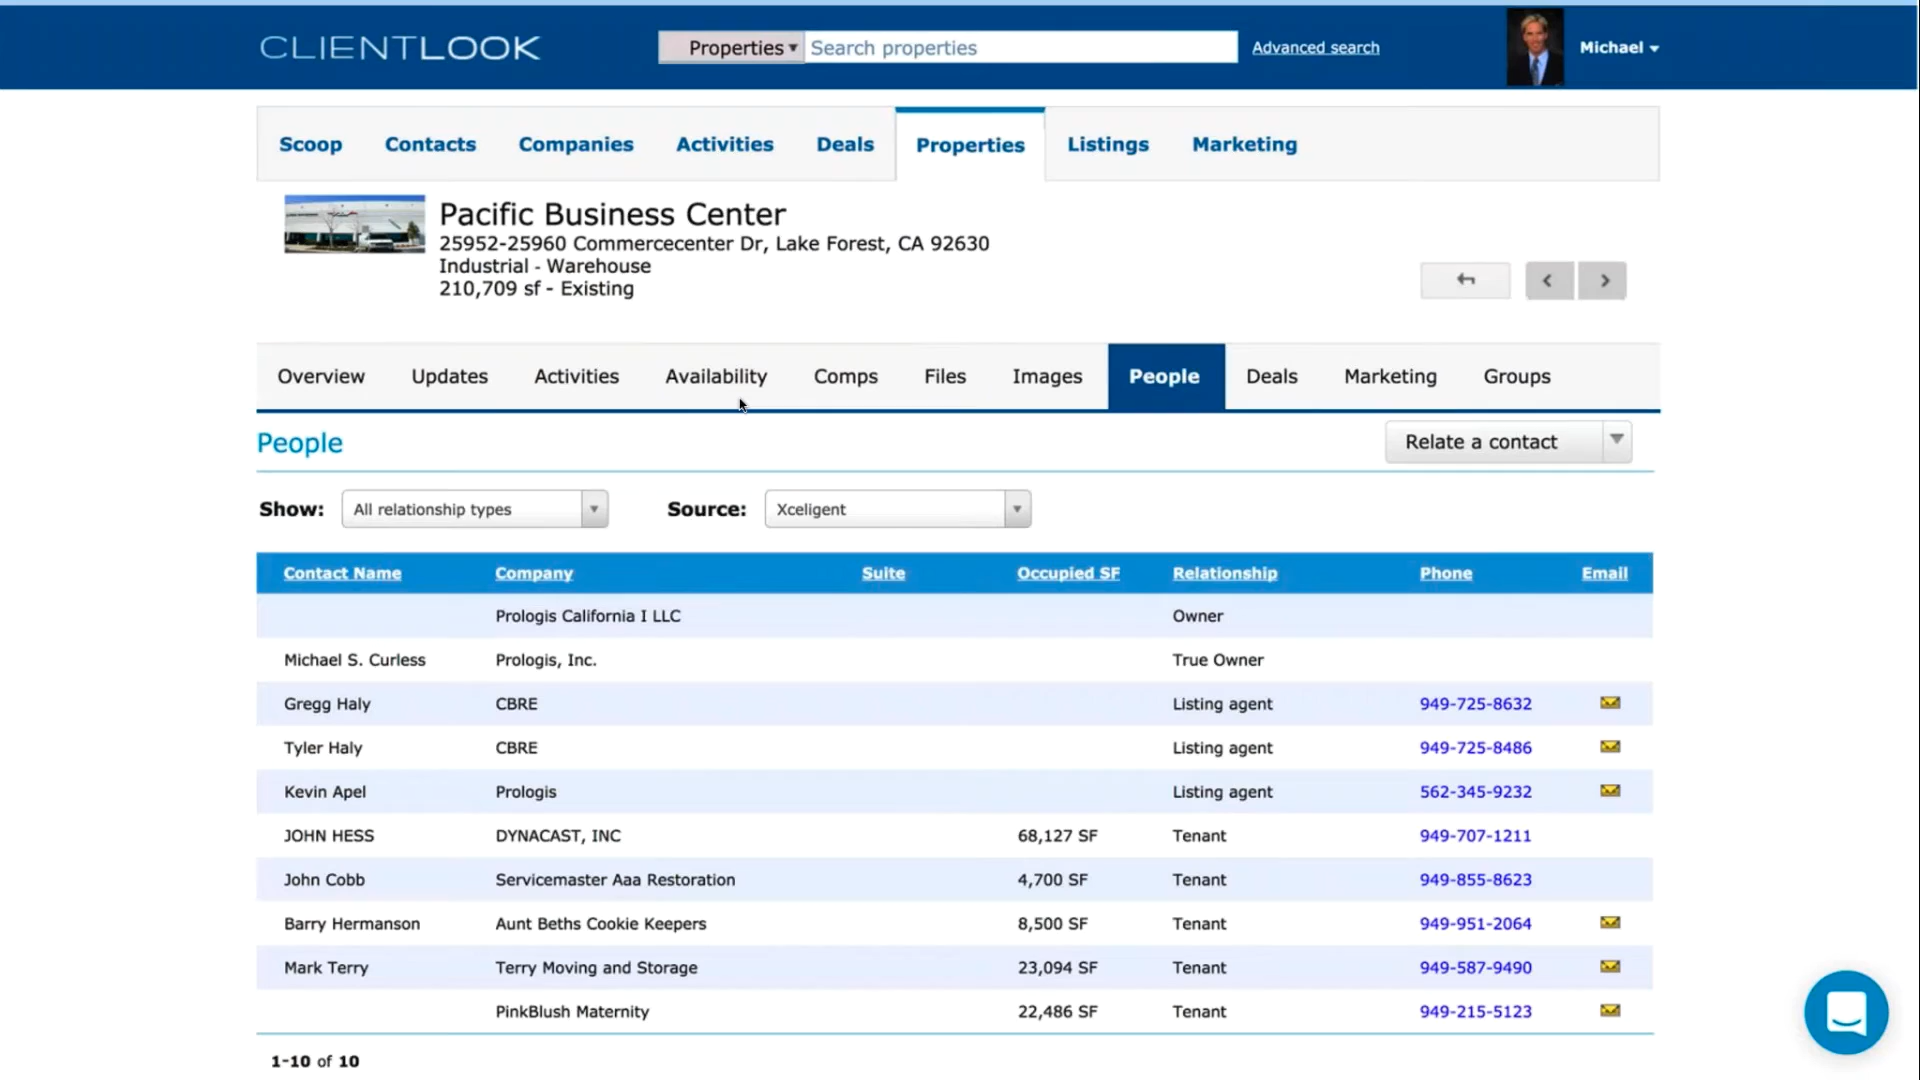 CLIENTLOOK
Properties Search properties Advanced search Michael
Scoop Contacts Companies Activities Deals Properties Listings Marketing
Pacific Business Center
25952-25960 Commercecenter Dr, Lake Forest, CA 92630
Industrial - Warehouse
210,709 sf - Existing
Overview Updates Activities Availability Comps Files Images People Deals Marketing Groups
People Relate a contact
Show: All relationship types Source: Xceligent
Contact Name Company Suite Occupied SF Relationship Phone Email
Prologis California I LLC Owner
Michael S. Curless Prologis, Inc. True Owner
Gregg Haly CBRE Listing agent 949-725-8632
Tyler Haly CBRE Listing agent 949-725-8486
Kevin Apel Prologis Listing agent 562-345-9232
JOHN HESS DYNACAST, INC 68,127 SF Tenant 949-707-1211
John Cobb Servicemaster Aaa Restoration 4,700 SF Tenant 949-855-8623
Barry Hermanson Aunt Beths Cookie Keepers 8,500 SF Tenant 949-951-2064
Mark Terry Terry Moving and Storage 23,094 SF Tenant 949-587-9490
PinkBlush Maternity 22,486 SF Tenant 949-215-5123
1-10 of 10